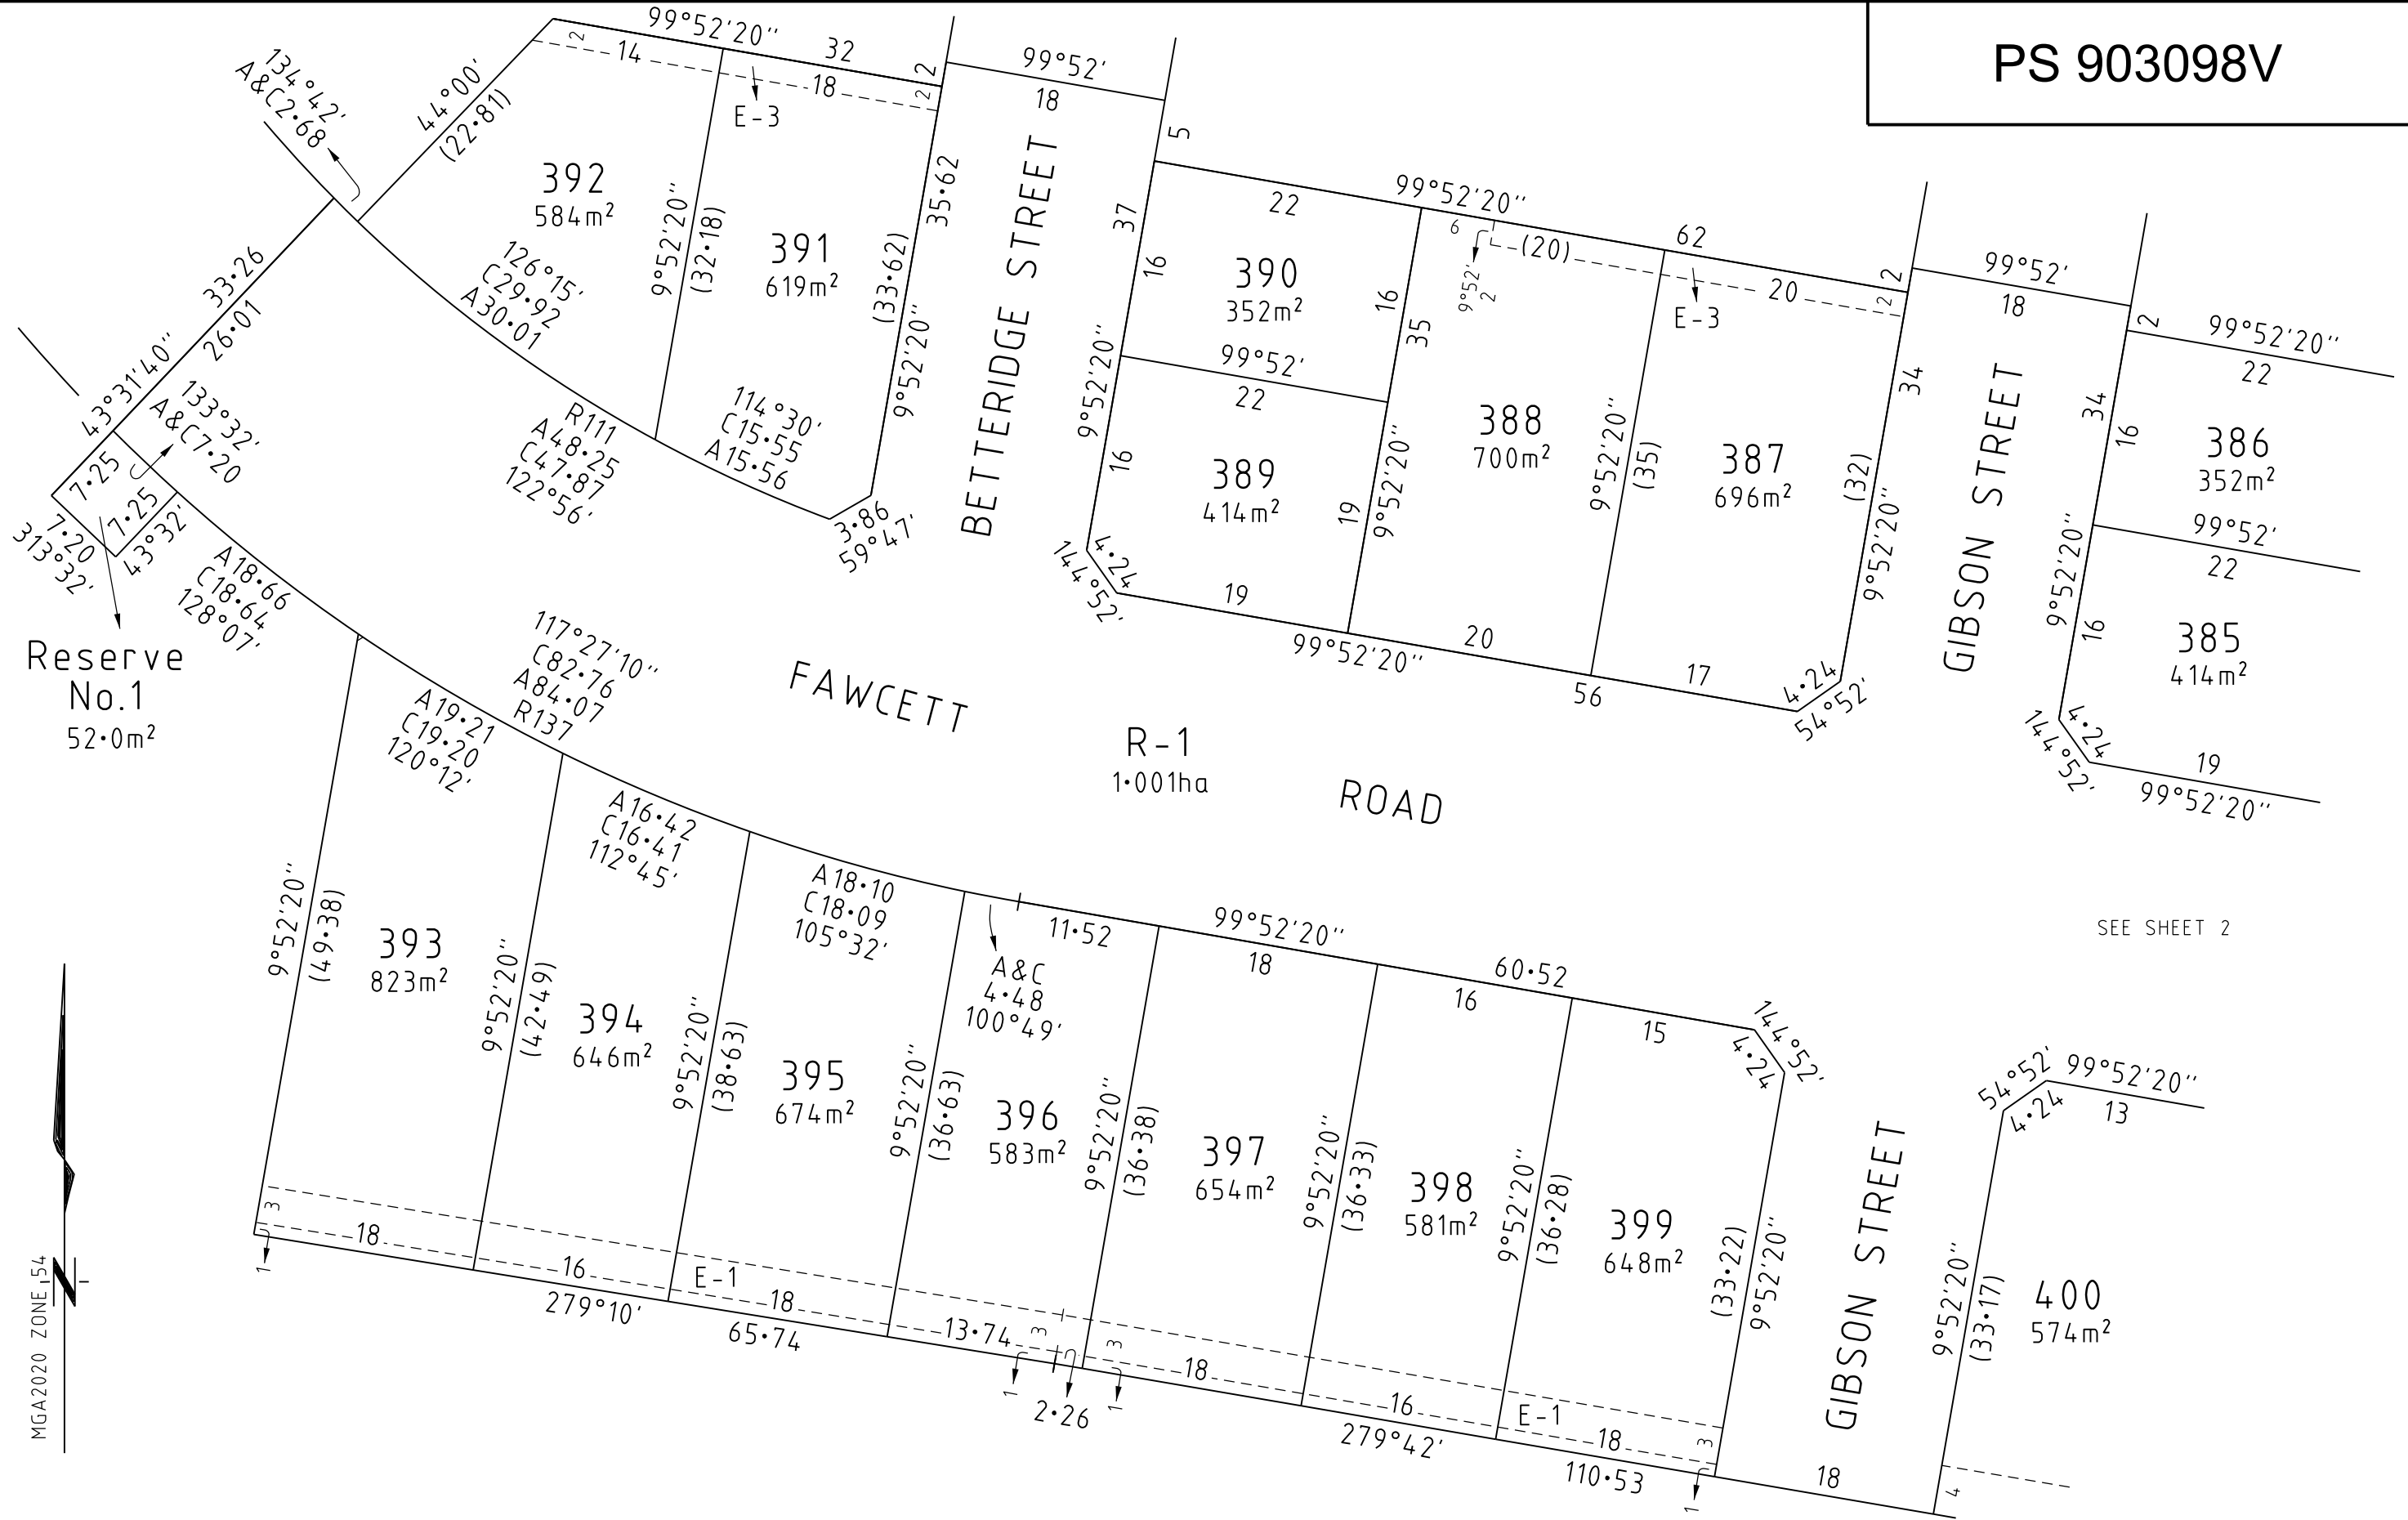 PS 903098V
99°52'20"
32
2
14
18
2
2
E-3
134°42'
A&C2•68
44°00'
(22•81)
392
584m²
9°52'20"
(32•18)
391
619m²
35•62
(33•62)
9°52'20"
126°15'
C29•92
A30•01
114°30'
C15•55
A15•56
R111
A48•25
C47•87
122°56'
3•86
59°47'
33•26
26•01
43°31'40"
133°32'
A&C7•20
7•25
7•25
7•20
313°32'
43°32'
Reserve
No.1
52•0m²
A18•66
C18•64
128°07'
99°52'
18
5
BETTERIDGE STREET
37
16
9°52'20"
16
22
99°52'20"
62
390
352m²
99°52'
22
389
414m²
16
35
19
9°52'20"
6
(20)
9°52'
2
20
2
2
E-3
388
700m²
9°52'20"
(35)
387
696m²
34
(32)
9°52'20"
4•24
144°52'
19
99°52'20"
20
56
17
4•24
54°52'
99°52'
18
GIBSON STREET
2
99°52'20"
22
34
16
386
352m²
99°52'
22
9°52'20"
16
385
414m²
4•24
144°52'
19
99°52'20"
117°27'10"
C82•76
A84•07
R137
FAWCETT
ROAD
R-1
1•001ha
A19•21
C19•20
120°12'
A16•42
C16•41
112°45'
A18•10
C18•09
105°32'
A&C
4•48
100°49'
11•52
99°52'20"
18
60•52
16
15
144°52'
4•24
SEE SHEET 2
9°52'20"
(49•38)
393
823m²
9°52'20"
(42•49)
394
646m²
9°52'20"
(38•63)
395
674m²
9°52'20"
(36•63)
396
583m²
9°52'20"
(36•38)
397
654m²
9°52'20"
(36•33)
398
581m²
9°52'20"
(36•28)
399
648m²
(33•22)
9°52'20"
GIBSON STREET
54°52'
4•24
99°52'20"
13
9°52'20"
(33•17)
400
574m²
3
1
18
16
279°10'
E-1
18
65•74
13•74
3
1
2•26
3
1
18
16
279°42'
E-1
18
110•53
3
1
18
4
MGA2020 ZONE 54
N